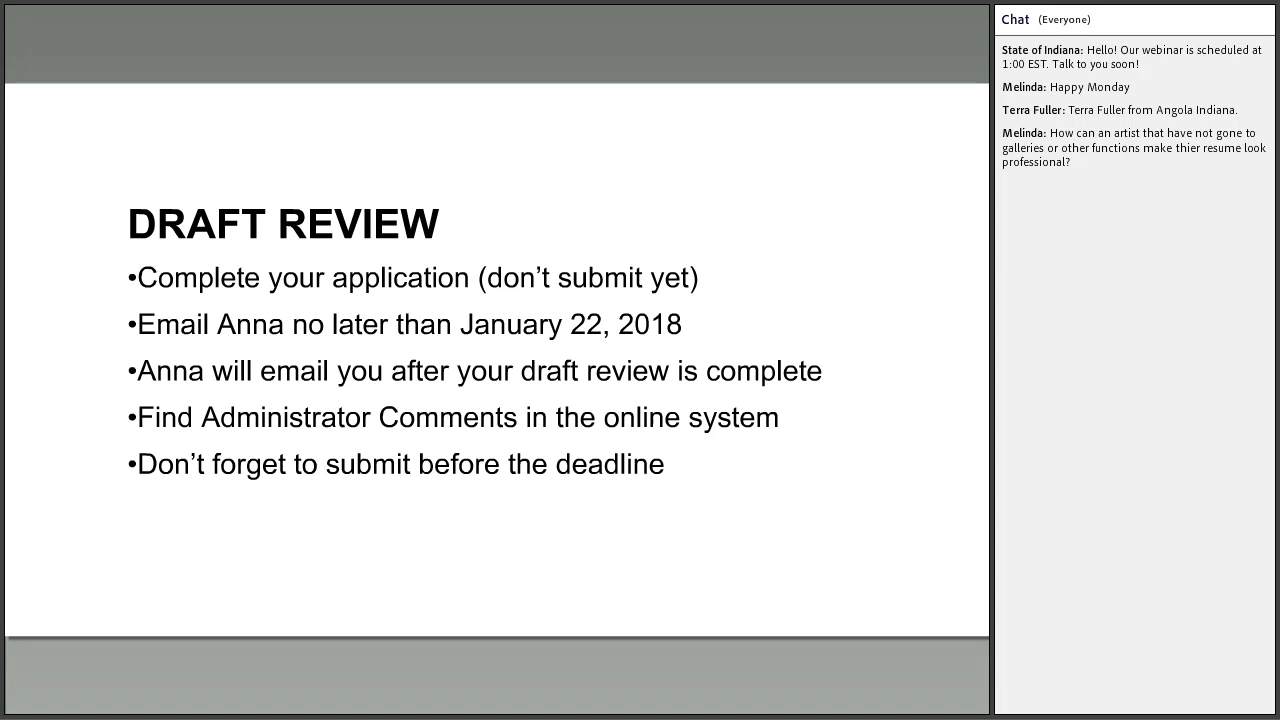 DRAFT REVIEW
•Complete your application (don’t submit yet)
•Email Anna no later than January 22, 2018
•Anna will email you after your draft review is complete
•Find Administrator Comments in the online system
•Don’t forget to submit before the deadline
Chat (Everyone)
State of Indiana: Hello! Our webinar is scheduled at
1:00 EST. Talk to you soon!
Melinda: Happy Monday
Terra Fuller: Terra Fuller from Angola Indiana.
Melinda: How can an artist that have not gone to
galleries or other functions make thier resume look
professional?